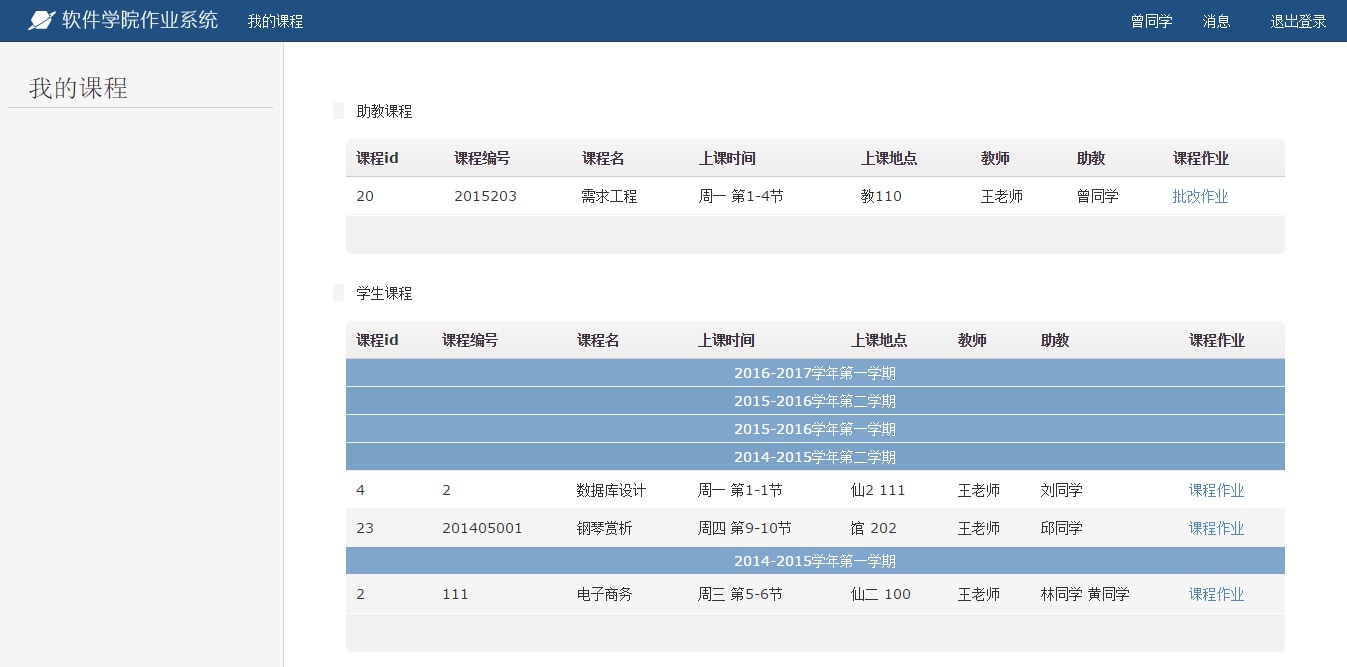 软件学院作业系统 我的课程 曾同学 消息 退出登录
我的课程
助教课程
课程id 课程编号 课程名 上课时间 上课地点 教师 助教 课程作业
20 2015203 需求工程 周一 第1-4节 教110 王老师 曾同学 批改作业
学生课程
课程id 课程编号 课程名 上课时间 上课地点 教师 助教 课程作业
2016-2017学年第一学期
2015-2016学年第二学期
2015-2016学年第一学期
2014-2015学年第二学期
4 2 数据库设计 周一 第1-1节 仙2 111 王老师 刘同学 课程作业
23 201405001 钢琴赏析 周四 第9-10节 馆 202 王老师 邱同学 课程作业
2014-2015学年第一学期
2 111 电子商务 周三 第5-6节 仙二 100 王老师 林同学 黄同学 课程作业